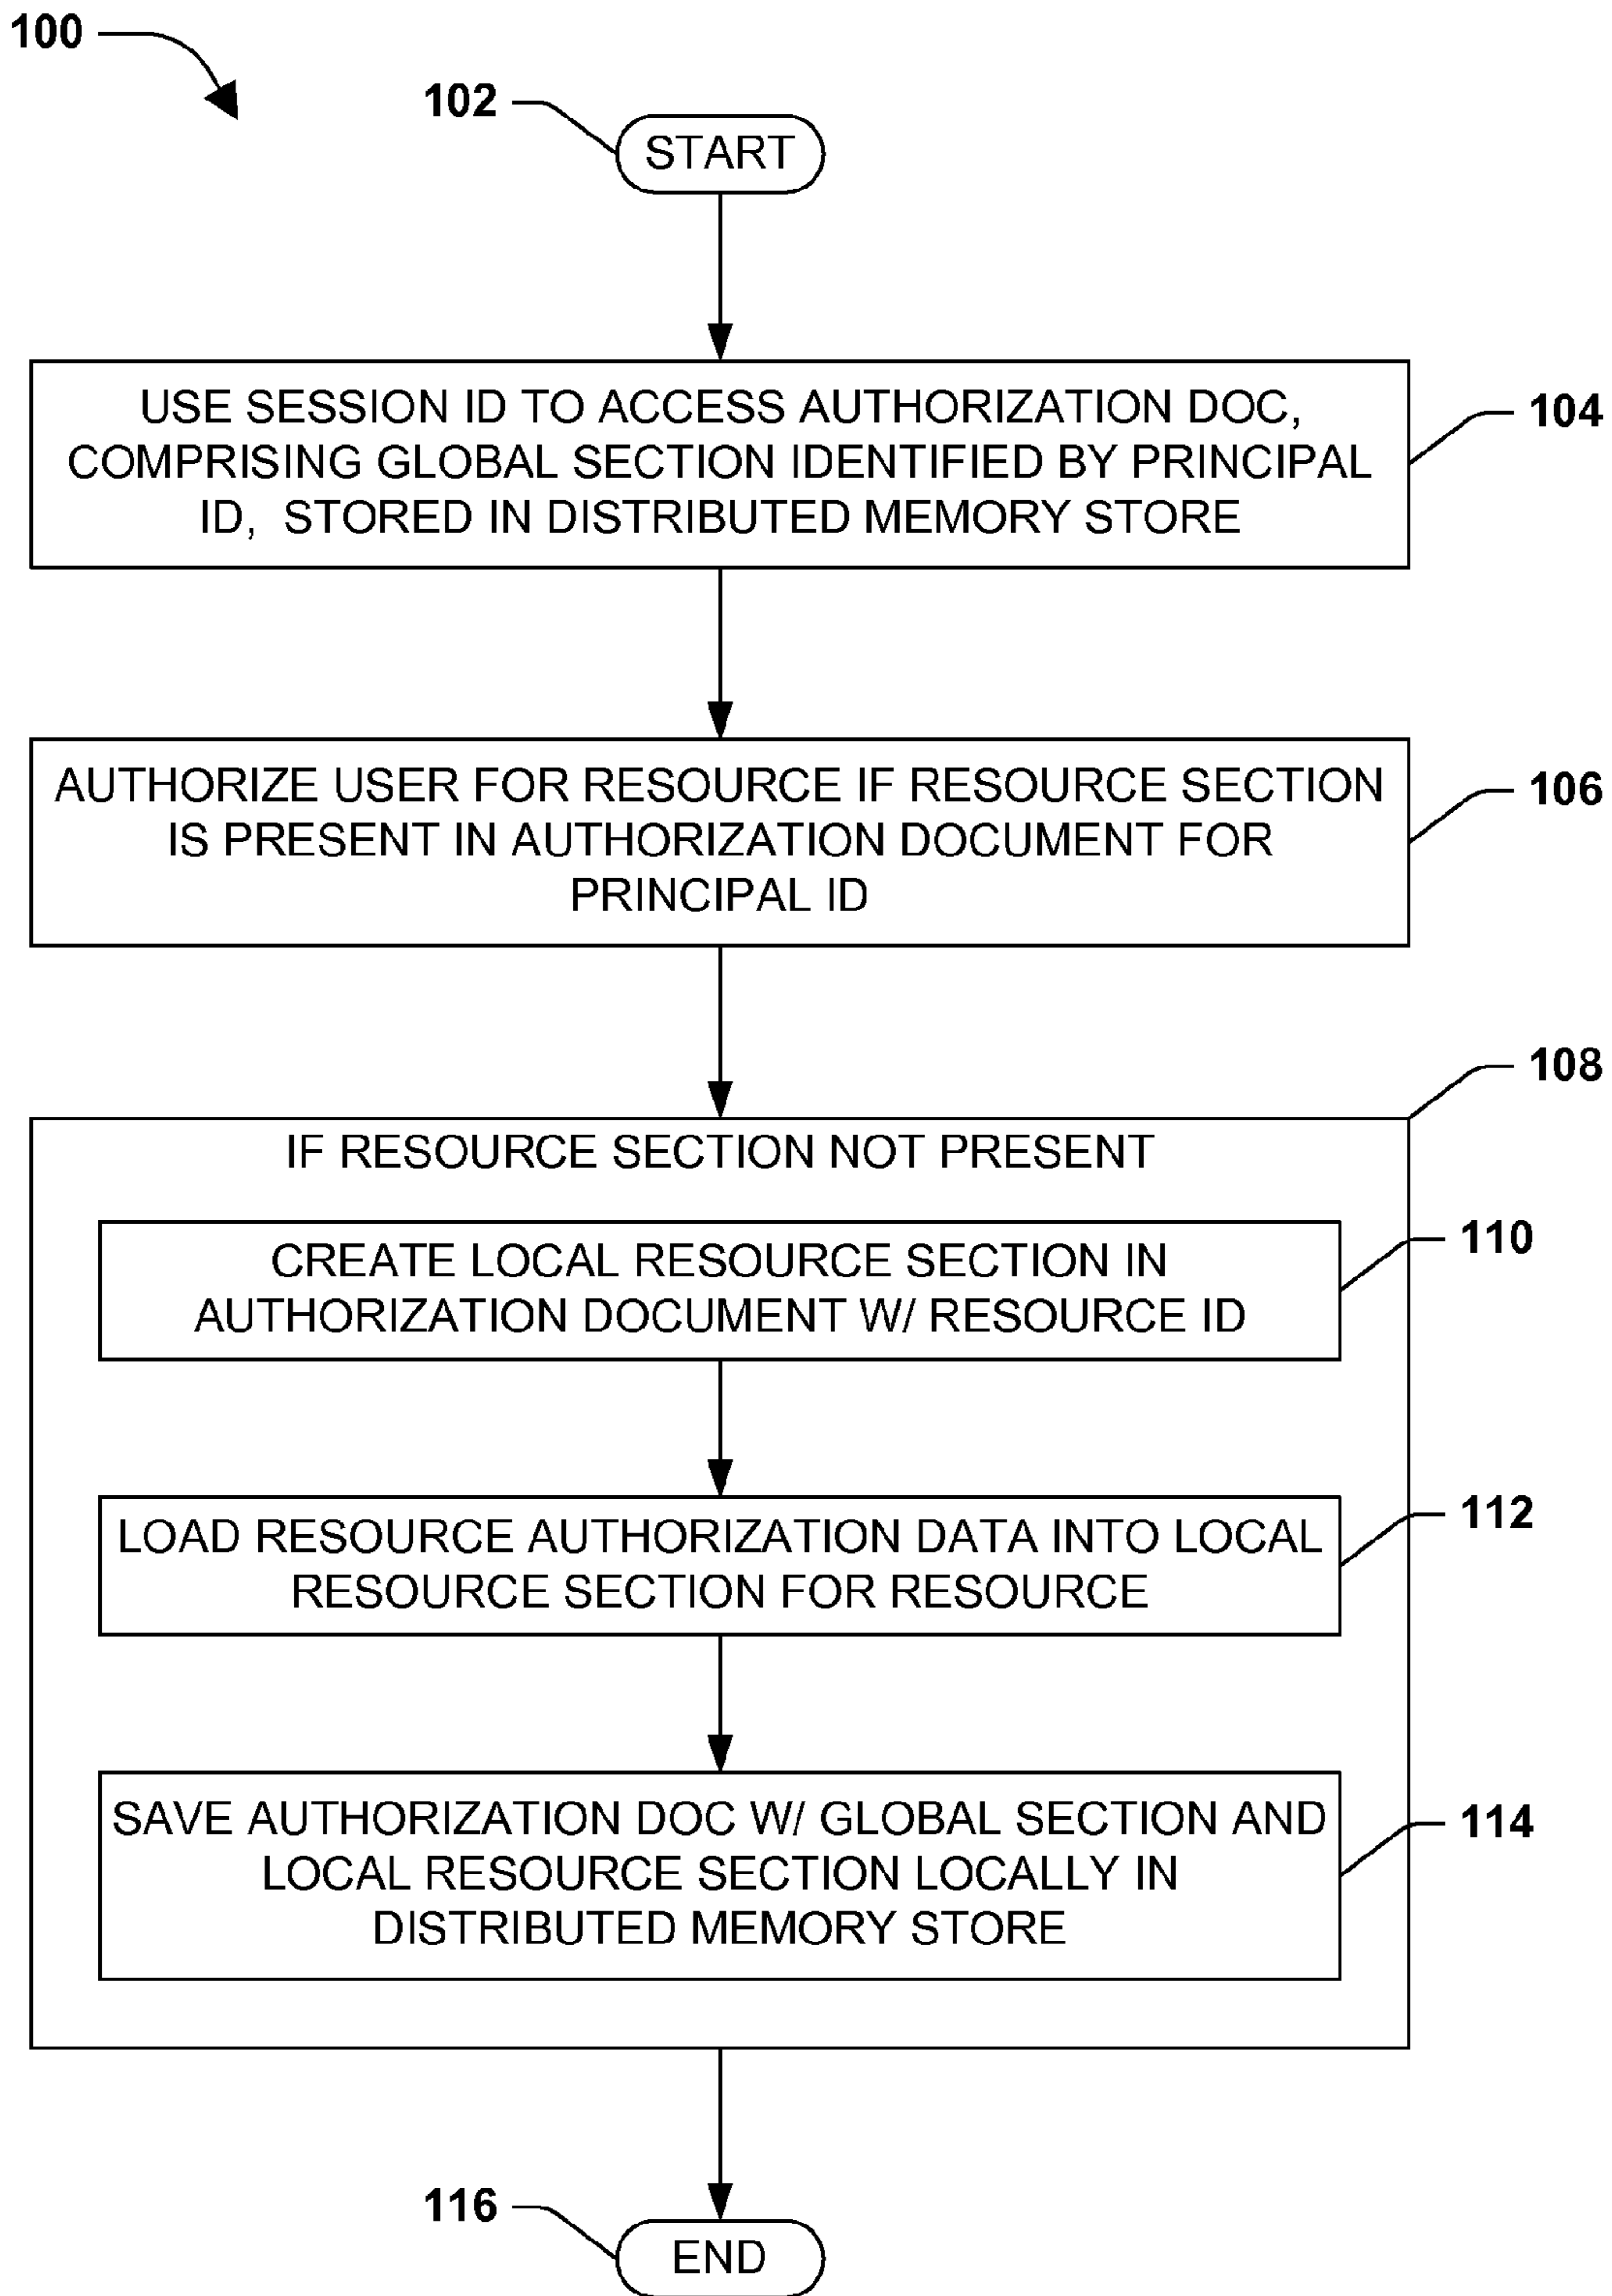 100
102
START
USE SESSION ID TO ACCESS AUTHORIZATION DOC,
COMPRISING GLOBAL SECTION IDENTIFIED BY PRINCIPAL
ID, STORED IN DISTRIBUTED MEMORY STORE
104
AUTHORIZE USER FOR RESOURCE IF RESOURCE SECTION
IS PRESENT IN AUTHORIZATION DOCUMENT FOR
PRINCIPAL ID
106
108
IF RESOURCE SECTION NOT PRESENT
CREATE LOCAL RESOURCE SECTION IN
AUTHORIZATION DOCUMENT W/ RESOURCE ID
110
LOAD RESOURCE AUTHORIZATION DATA INTO LOCAL
RESOURCE SECTION FOR RESOURCE
112
SAVE AUTHORIZATION DOC W/ GLOBAL SECTION AND
LOCAL RESOURCE SECTION LOCALLY IN
DISTRIBUTED MEMORY STORE
114
116
END